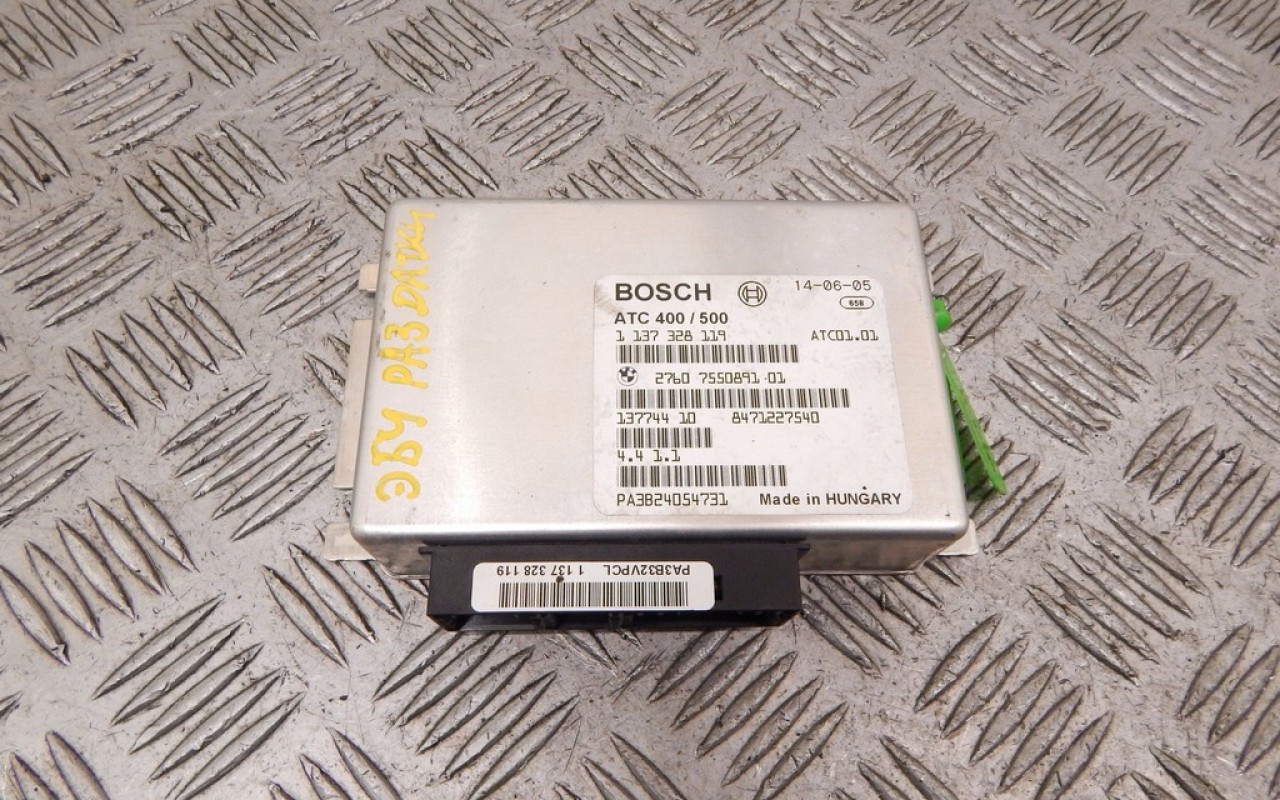 ЭБУ РАЗДАТКИ
BOSCH 14-06-05
658
ATC 400 / 500
1 137 328 119 ATC01.01
2760 7550891 01
137744 10 8471227540
4.4 1.1
PA3B24054731 Made in HUNGARY
PA3B32VPCL 1 137 328 119